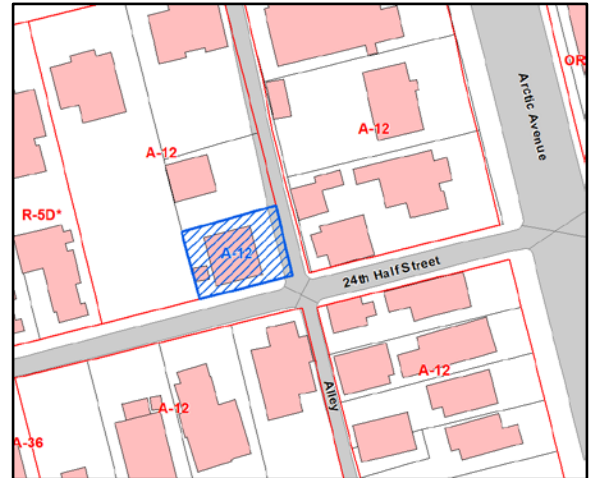 OR
Arctic Avenue
A-12
A-12
R-5D*
A-12
24th Half Street
A-12
Alley
A-12
A-36